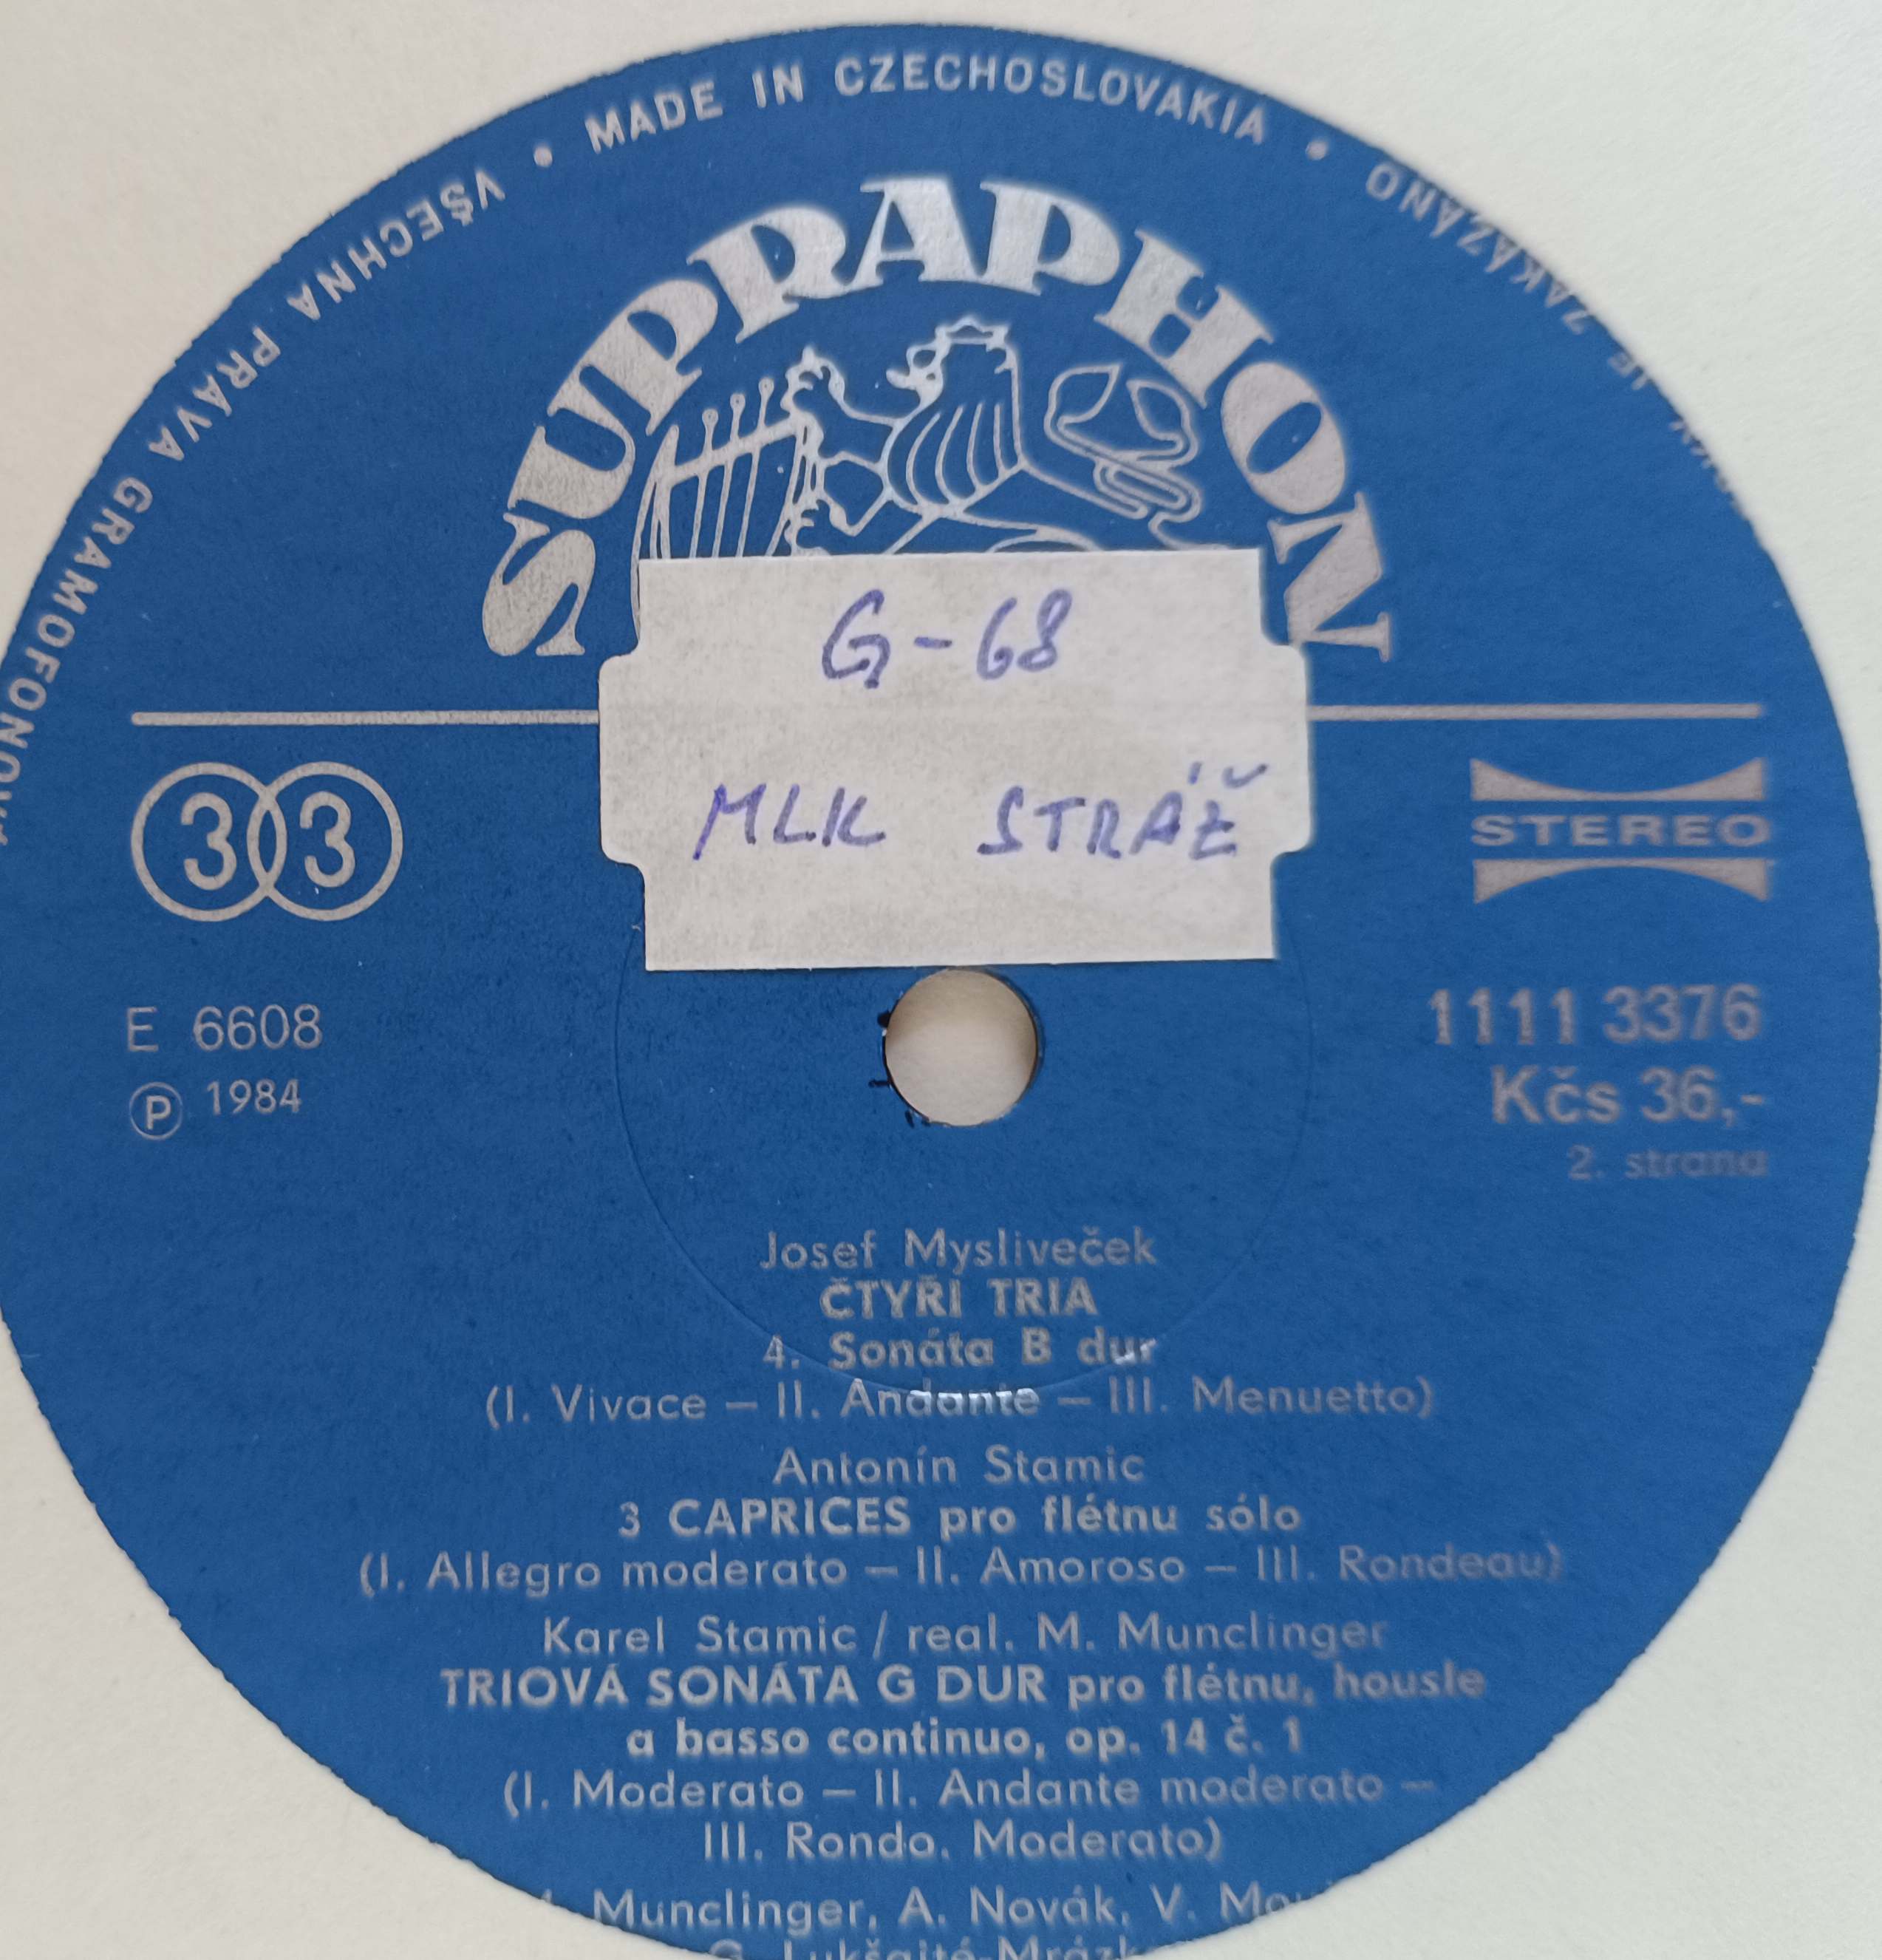 VŠECHNA PRÁVA
• MADE IN CZECHOSLOVAKIA •
ZAKÁZÁNO
SUPRAPHON
G-68
MLK STRÁŽ
33
STEREO
E 6608
℗ 1984
1111 3376
Kčs 36,-
2. strana
Josef Mysliveček
ČTYŘI TRIA
4. Sonáta B dur
(I. Vivace – II. Andante – III. Menuetto)
Antonín Stamic
3 CAPRICES pro flétnu sólo
(I. Allegro moderato – II. Amoroso – III. Rondeau)
Karel Stamic / real. M. Munclinger
TRIOVÁ SONÁTA G DUR pro flétnu, housle
a basso continuo, op. 14 č. 1
(I. Moderato – II. Andante moderato –
III. Rondo. Moderato)
Munclinger, A. Novák, V.